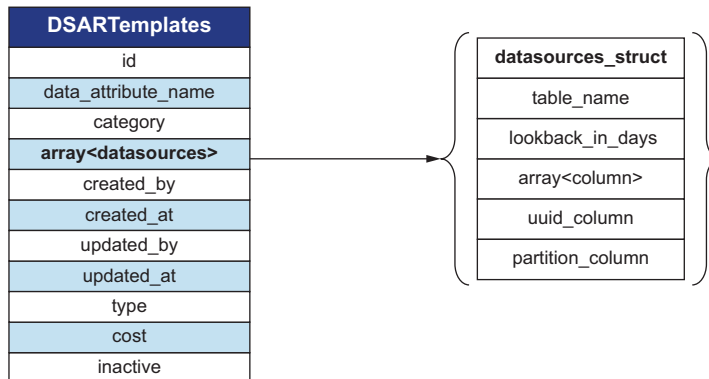 DSARTemplates
id
data_attribute_name
category
array<datasources>
created_by
created_at
updated_by
updated_at
type
cost
inactive
datasources_struct
table_name
lookback_in_days
array<column>
uuid_column
partition_column